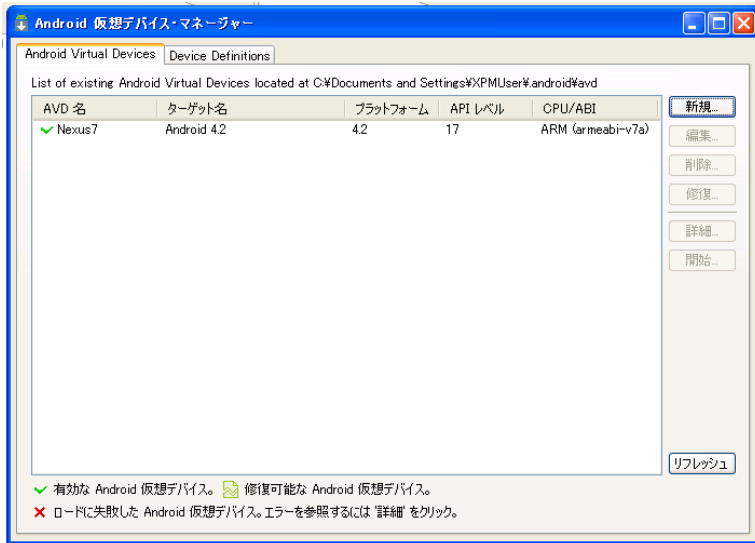 Android 仮想デバイス・マネージャー
Android Virtual Devices
Device Definitions
List of existing Android Virtual Devices located at C:¥Documents and Settings¥XPMUser¥.android¥avd
AVD 名 ターゲット名 プラットフォーム API レベル CPU/ABI
Nexus7 Android 4.2 4.2 17 ARM (armeabi-v7a)
新規...
編集...
削除...
修復...
詳細...
開始...
リフレッシュ
有効な Android 仮想デバイス。 修復可能な Android 仮想デバイス。
ロードに失敗した Android 仮想デバイス。エラーを参照するには '詳細' をクリック。